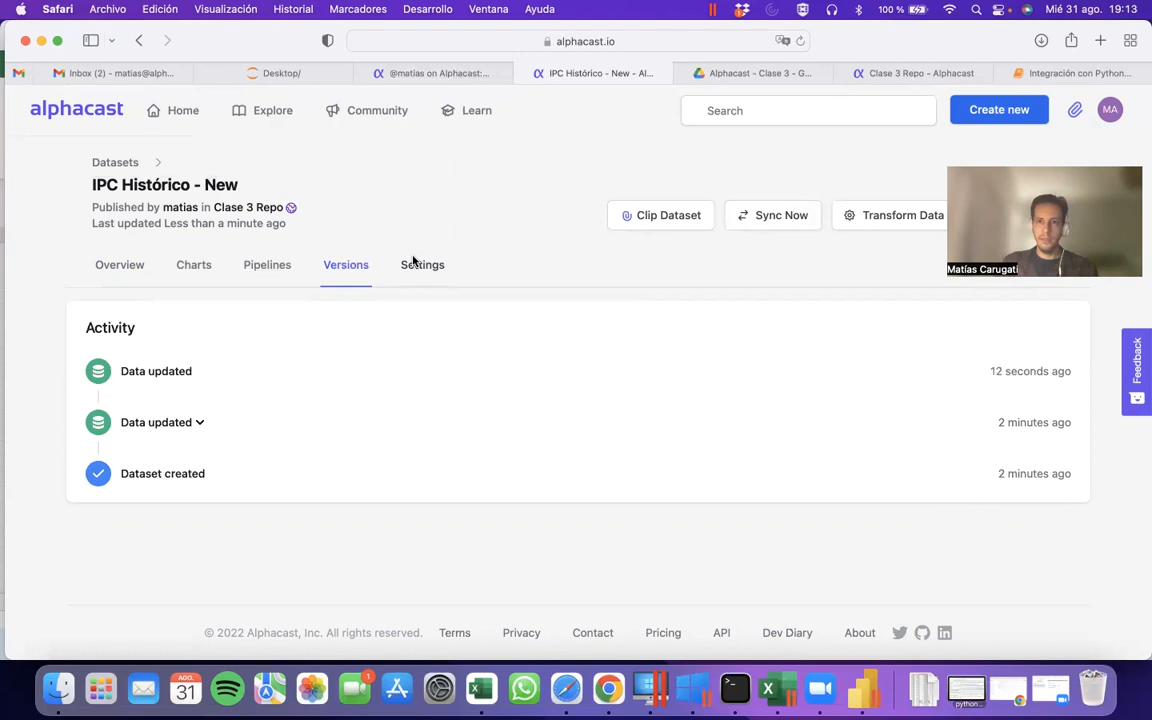 Safari Archivo Edición Visualización Historial Marcadores Desarrollo Ventana Ayuda 100 % Mié 31 ago. 19:13
alphacast.io
Inbox (2) - matias@alph... Desktop/ @matias on Alphacast:... IPC Histórico - New - Al... Alphacast - Clase 3 - G... Clase 3 Repo - Alphacast Integración con Python...
alphacast Home Explore Community Learn Search Create new MA
Datasets
IPC Histórico - New
Published by matias in Clase 3 Repo
Last updated Less than a minute ago
Clip Dataset Sync Now Transform Data
Matías Carugati
Overview Charts Pipelines Versions Settings
Activity
Data updated 12 seconds ago
Data updated 2 minutes ago
Dataset created 2 minutes ago
Feedback
© 2022 Alphacast, Inc. All rights reserved. Terms Privacy Contact Pricing API Dev Diary About
AGO.
31
1
python...